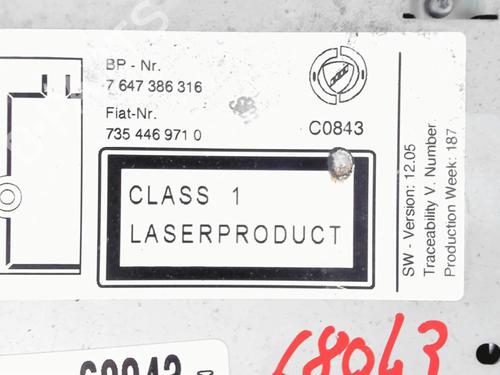 BP - Nr.
7 647 386 316
Fiat-Nr.
735 446 971 0
C0843
CLASS 1
LASERPRODUCT
SW - Version: 12.05
Traceability V. Number
Production Week: 187
68043